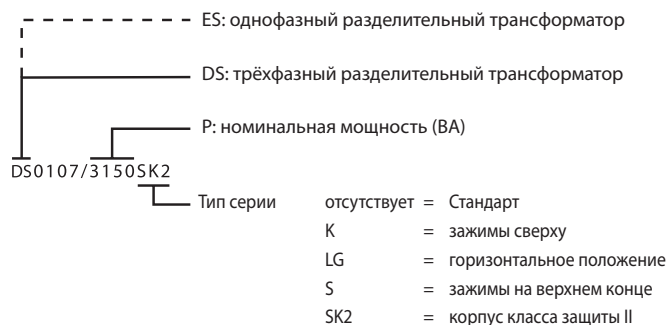 ES: однофазный разделительный трансформатор
DS: трёхфазный разделительный трансформатор
P: номинальная мощность (ВА)
DS0107/3150SK2
Тип серии отсутствует = Стандарт
K = зажимы сверху
LG = горизонтальное положение
S = зажимы на верхнем конце
SK2 = корпус класса защиты II